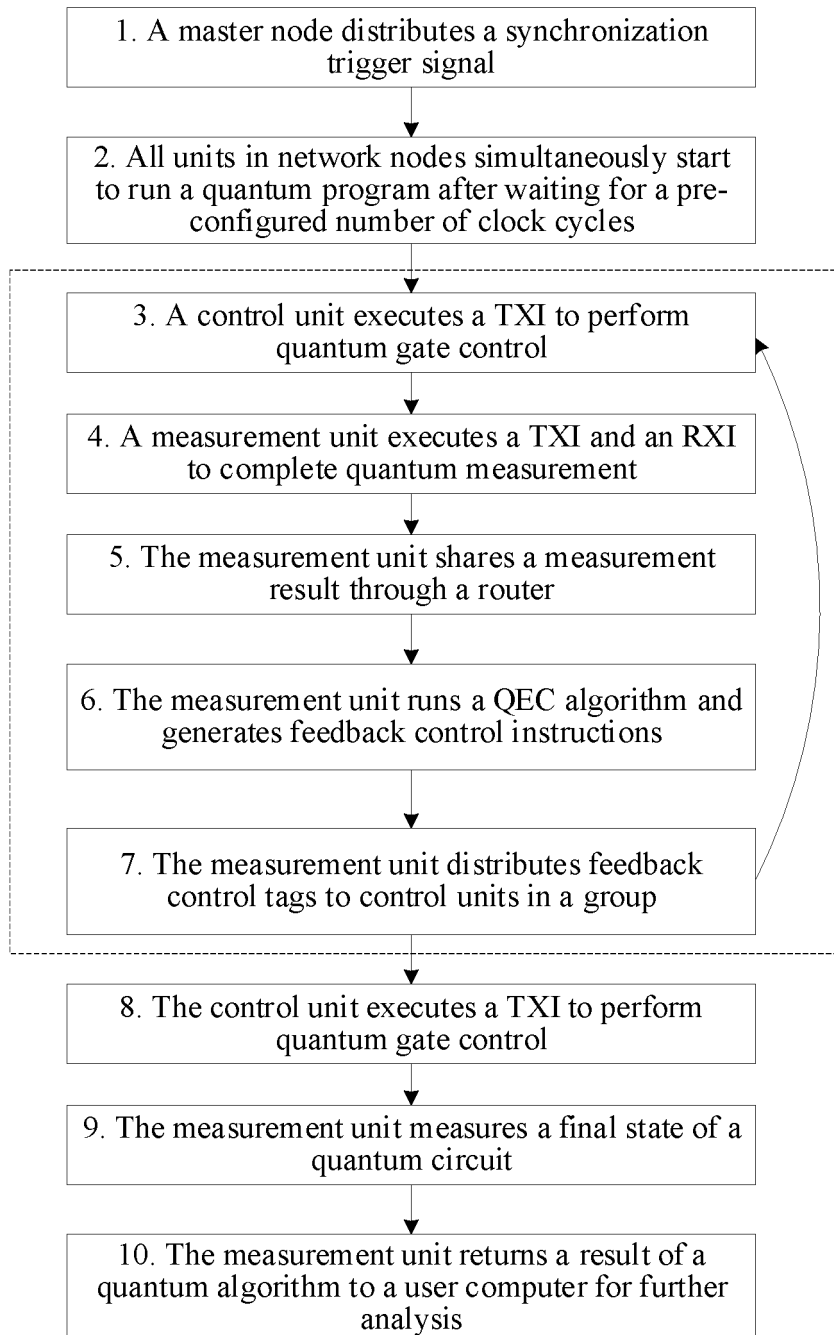 1. A master node distributes a synchronization
trigger signal
2. All units in network nodes simultaneously start
to run a quantum program after waiting for a pre-
configured number of clock cycles
3. A control unit executes a TXI to perform
quantum gate control
4. A measurement unit executes a TXI and an RXI
to complete quantum measurement
5. The measurement unit shares a measurement
result through a router
6. The measurement unit runs a QEC algorithm and
generates feedback control instructions
7. The measurement unit distributes feedback
control tags to control units in a group
8. The control unit executes a TXI to perform
quantum gate control
9. The measurement unit measures a final state of a
quantum circuit
10. The measurement unit returns a result of a
quantum algorithm to a user computer for further
analysis